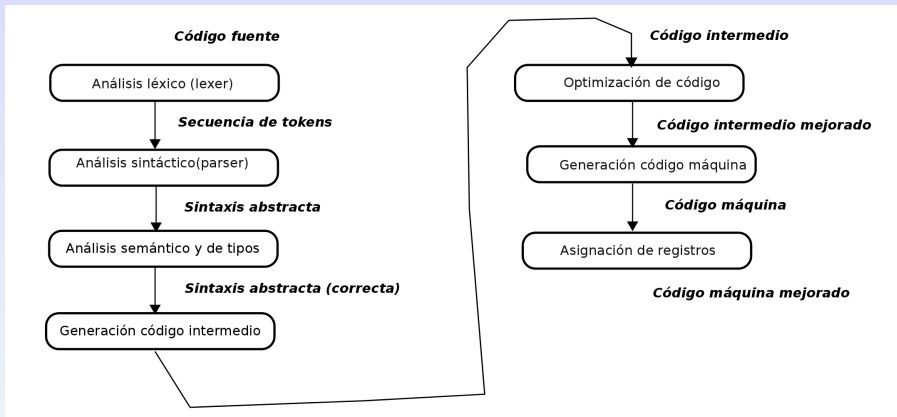 Código fuente
Análisis léxico (lexer)
Secuencia de tokens
Análisis sintáctico(parser)
Sintaxis abstracta
Análisis semántico y de tipos
Sintaxis abstracta (correcta)
Generación código intermedio
Código intermedio
Optimización de código
Código intermedio mejorado
Generación código máquina
Código máquina
Asignación de registros
Código máquina mejorado